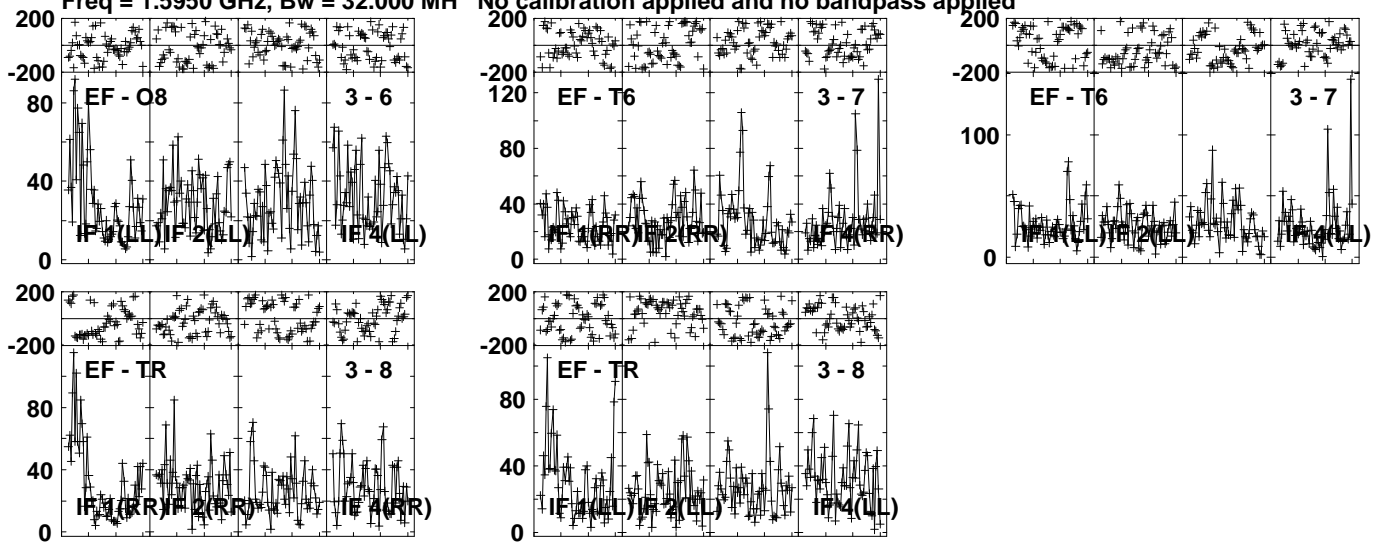 Freq = 1.5950 GHz, Bw = 32.000 MH No calibration applied and no bandpass applied
200 200 200
-200 -200 -200
EF - O8 3 - 6 EF - T6 3 - 7 EF - T6 3 - 7
80 120 100
80
40 40
IF 1(LL) IF 2(LL) IF 4(LL) IF 1(RR) IF 2(RR) IF 4(RR) IF 1(LL) IF 2(LL) IF 4(LL)
0 0 0
200 200
-200 -200
EF - TR 3 - 8 EF - TR 3 - 8
80 80
40 40
IF 1(RR) IF 2(RR) IF 4(RR) IF 1(LL) IF 2(LL) IF 4(LL)
0 0